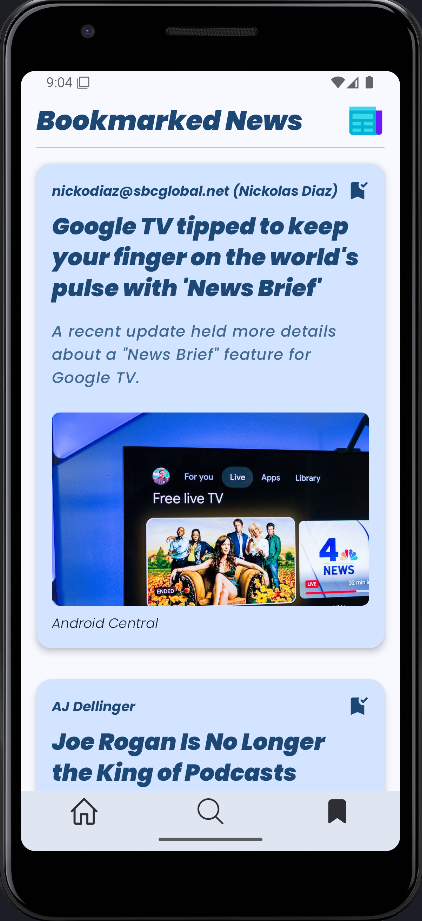 9:04
Bookmarked News
nickodiaz@sbcglobal.net (Nickolas Diaz)
Google TV tipped to keep
your finger on the world's
pulse with 'News Brief'
A recent update held more details
about a "News Brief" feature for
Google TV.
For you Live Apps Library
Free live TV
4
NEWS
LIVE
ENDED
Android Central
AJ Dellinger
Joe Rogan Is No Longer
the King of Podcasts